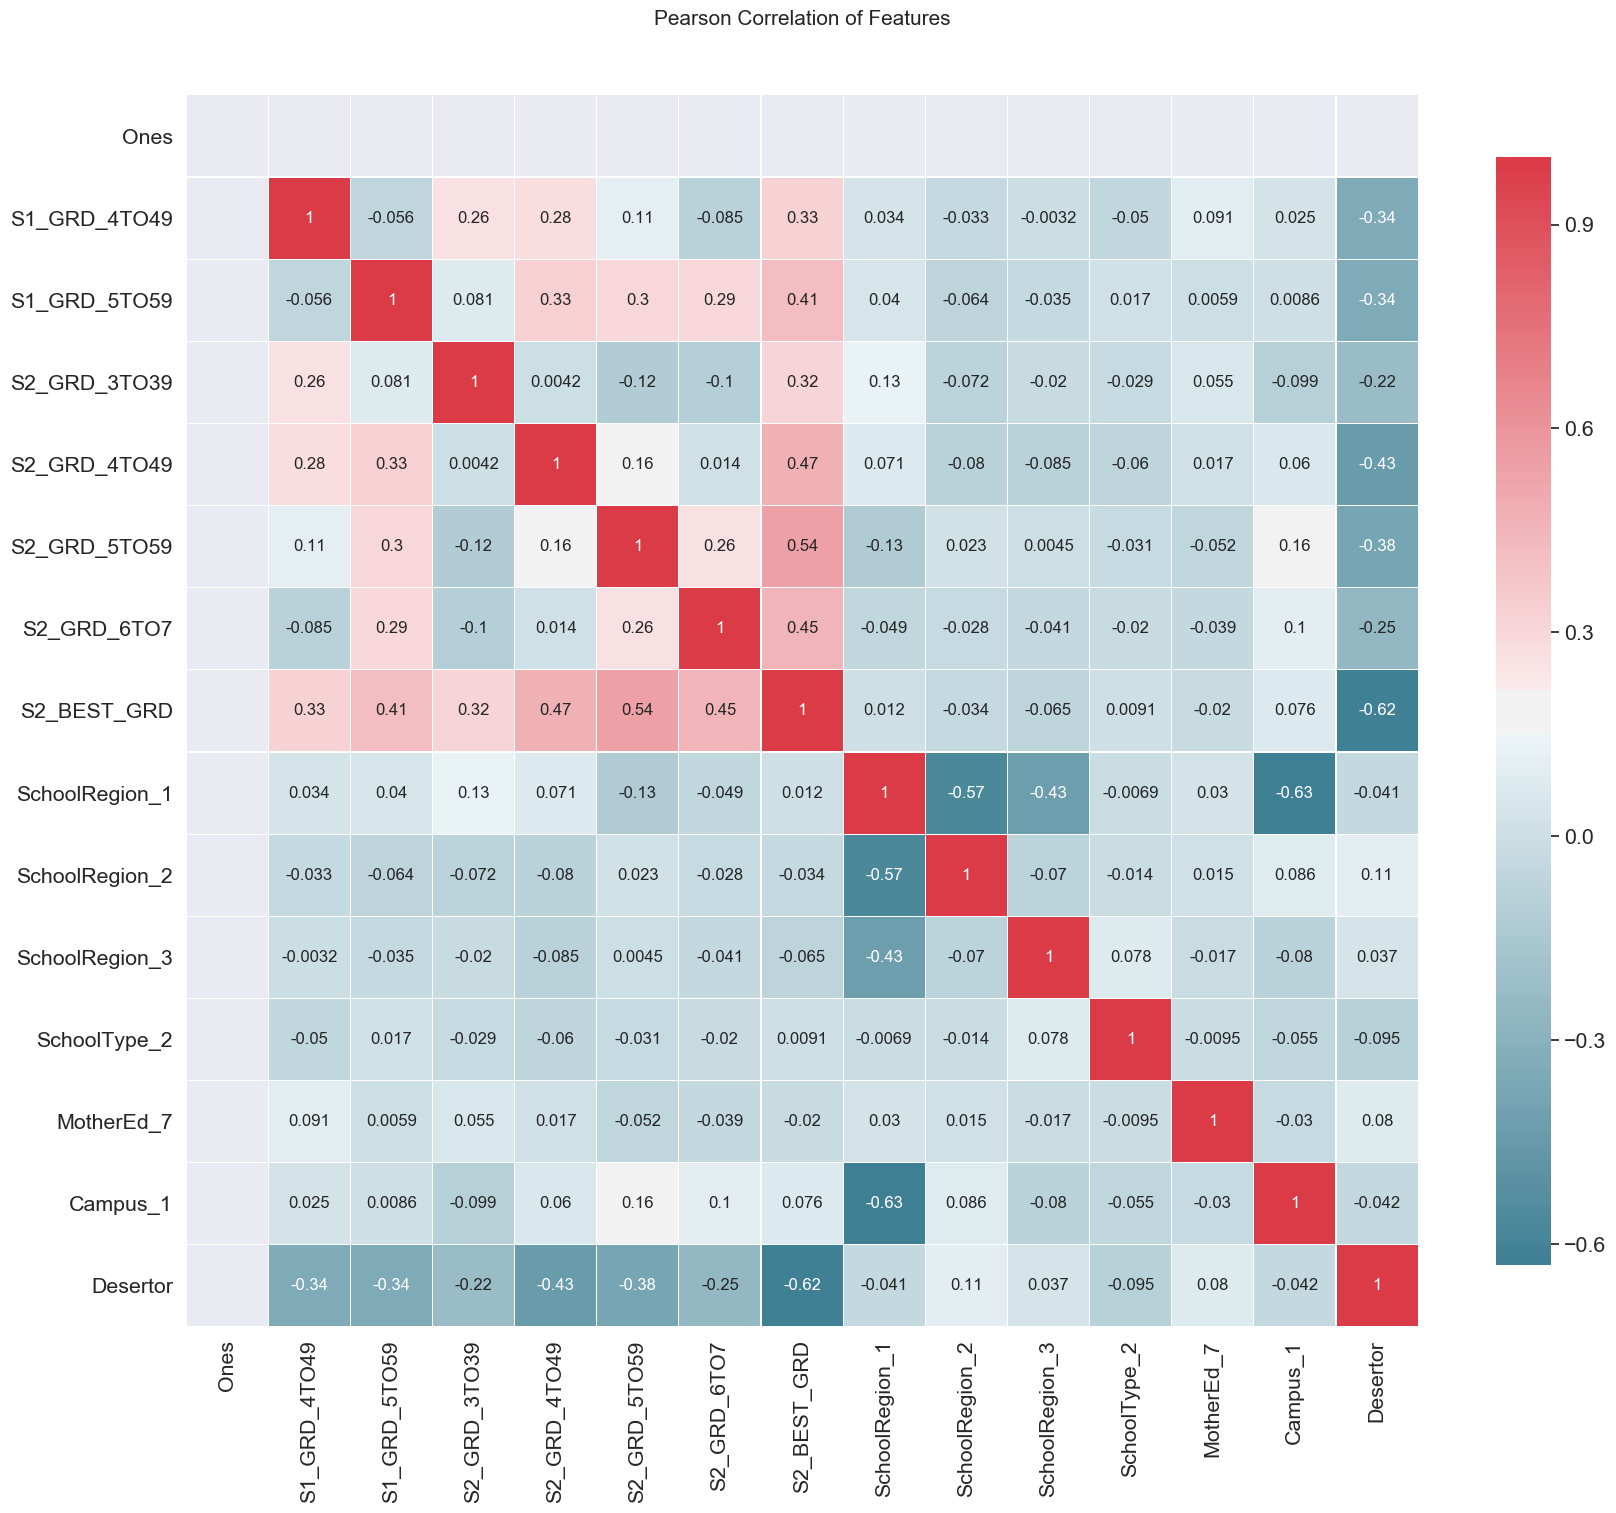 Pearson Correlation of Features
Ones
S1_GRD_4TO49 1 -0.056 0.26 0.28 0.11 -0.085 0.33 0.034 -0.033 -0.0032 -0.05 0.091 0.025 -0.34
S1_GRD_5TO59 -0.056 1 0.081 0.33 0.3 0.29 0.41 0.04 -0.064 -0.035 0.017 0.0059 0.0086 -0.34
S2_GRD_3TO39 0.26 0.081 1 0.0042 -0.12 -0.1 0.32 0.13 -0.072 -0.02 -0.029 0.055 -0.099 -0.22
S2_GRD_4TO49 0.28 0.33 0.0042 1 0.16 0.014 0.47 0.071 -0.08 -0.085 -0.06 0.017 0.06 -0.43
S2_GRD_5TO59 0.11 0.3 -0.12 0.16 1 0.26 0.54 -0.13 0.023 0.0045 -0.031 -0.052 0.16 -0.38
S2_GRD_6TO7 -0.085 0.29 -0.1 0.014 0.26 1 0.45 -0.049 -0.028 -0.041 -0.02 -0.039 0.1 -0.25
S2_BEST_GRD 0.33 0.41 0.32 0.47 0.54 0.45 1 0.012 -0.034 -0.065 0.0091 -0.02 0.076 -0.62
SchoolRegion_1 0.034 0.04 0.13 0.071 -0.13 -0.049 0.012 1 -0.57 -0.43 -0.0069 0.03 -0.63 -0.041
SchoolRegion_2 -0.033 -0.064 -0.072 -0.08 0.023 -0.028 -0.034 -0.57 1 -0.07 -0.014 0.015 0.086 0.11
SchoolRegion_3 -0.0032 -0.035 -0.02 -0.085 0.0045 -0.041 -0.065 -0.43 -0.07 1 0.078 -0.017 -0.08 0.037
SchoolType_2 -0.05 0.017 -0.029 -0.06 -0.031 -0.02 0.0091 -0.0069 -0.014 0.078 1 -0.0095 -0.055 -0.095
MotherEd_7 0.091 0.0059 0.055 0.017 -0.052 -0.039 -0.02 0.03 0.015 -0.017 -0.0095 1 -0.03 0.08
Campus_1 0.025 0.0086 -0.099 0.06 0.16 0.1 0.076 -0.63 0.086 -0.08 -0.055 -0.03 1 -0.042
Desertor -0.34 -0.34 -0.22 -0.43 -0.38 -0.25 -0.62 -0.041 0.11 0.037 -0.095 0.08 -0.042 1
Ones
S1_GRD_4TO49
S1_GRD_5TO59
S2_GRD_3TO39
S2_GRD_4TO49
S2_GRD_5TO59
S2_GRD_6TO7
S2_BEST_GRD
SchoolRegion_1
SchoolRegion_2
SchoolRegion_3
SchoolType_2
MotherEd_7
Campus_1
Desertor
0.9
0.6
0.3
0.0
−0.3
−0.6